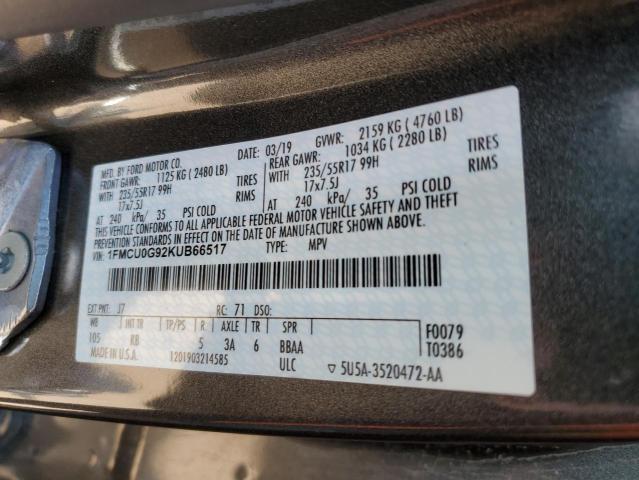 MFD. BY FORD MOTOR CO.
DATE: 03/19 GVWR: 2159 KG ( 4760 LB)
FRONT GAWR: 1125 KG ( 2480 LB) REAR GAWR: 1034 KG ( 2280 LB)
WITH 235/55R17 99H TIRES WITH 235/55R17 99H TIRES
17x7.5J RIMS 17x7.5J RIMS
AT 240 kPa/ 35 PSI COLD AT 240 kPa/ 35 PSI COLD
THIS VEHICLE CONFORMS TO ALL APPLICABLE FEDERAL MOTOR VEHICLE SAFETY AND THEFT
PREVENTION STANDARDS IN EFFECT ON THE DATE OF MANUFACTURE SHOWN ABOVE.
VIN: 1FMCU0G92KUB66517 TYPE: MPV
EXT PNT: J7 RC: 71 DSO:
WB INT TR TP/PS R AXLE TR SPR F0079
105 KB 5 3A 6 BBAA T0386
MADE IN U.S.A. 1201903214585 ULC ▽ 5U5A-3520472-AA